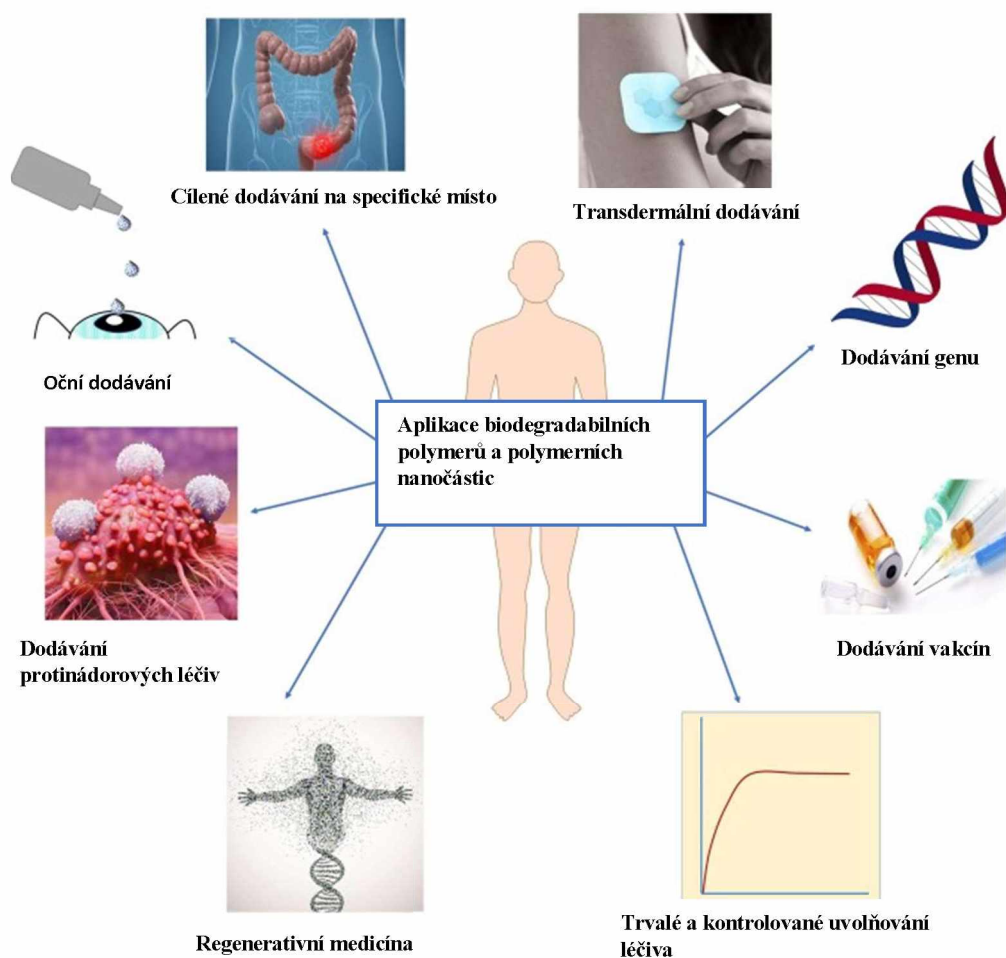 Cílené dodávání na specifické místo
Transdermální dodávání
Oční dodávání
Dodávání genu
Aplikace biodegradabilních
polymerů a polymerních
nanočástic
Dodávání
protinádorových léčiv
Dodávání vakcín
Regenerativní medicína
Trvalé a kontrolované uvolňování
léčiva